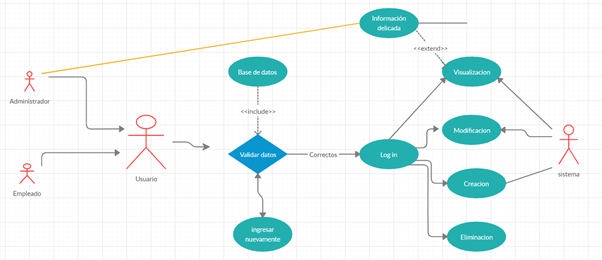 Información
delicada
<<extend>>
Base de datos
Visualizacion
Administrador
<<include>>
Modificacion
Validar datos
Correctos
Log in
sistema
Usuario
Empleado
Creacion
ingresar
nuevamente
Eliminacion